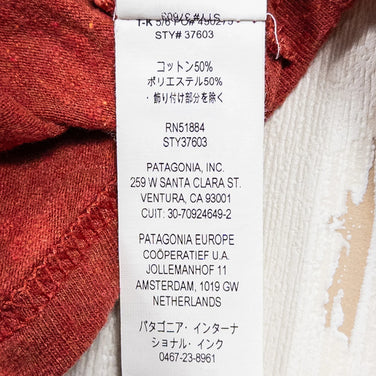 STY# 37603
コットン50%
ポリエステル50%
・飾り付け部分を除く
RN51884
STY37603
PATAGONIA, INC.
259 W SANTA CLARA ST.
VENTURA, CA 93001
CUIT: 30-70924649-2
PATAGONIA EUROPE
COÖPERATIEF U.A.
JOLLEMANHOF 11
AMSTERDAM, 1019 GW
NETHERLANDS
パタゴニア・インターナ
ショナル・インク
0467-23-8961